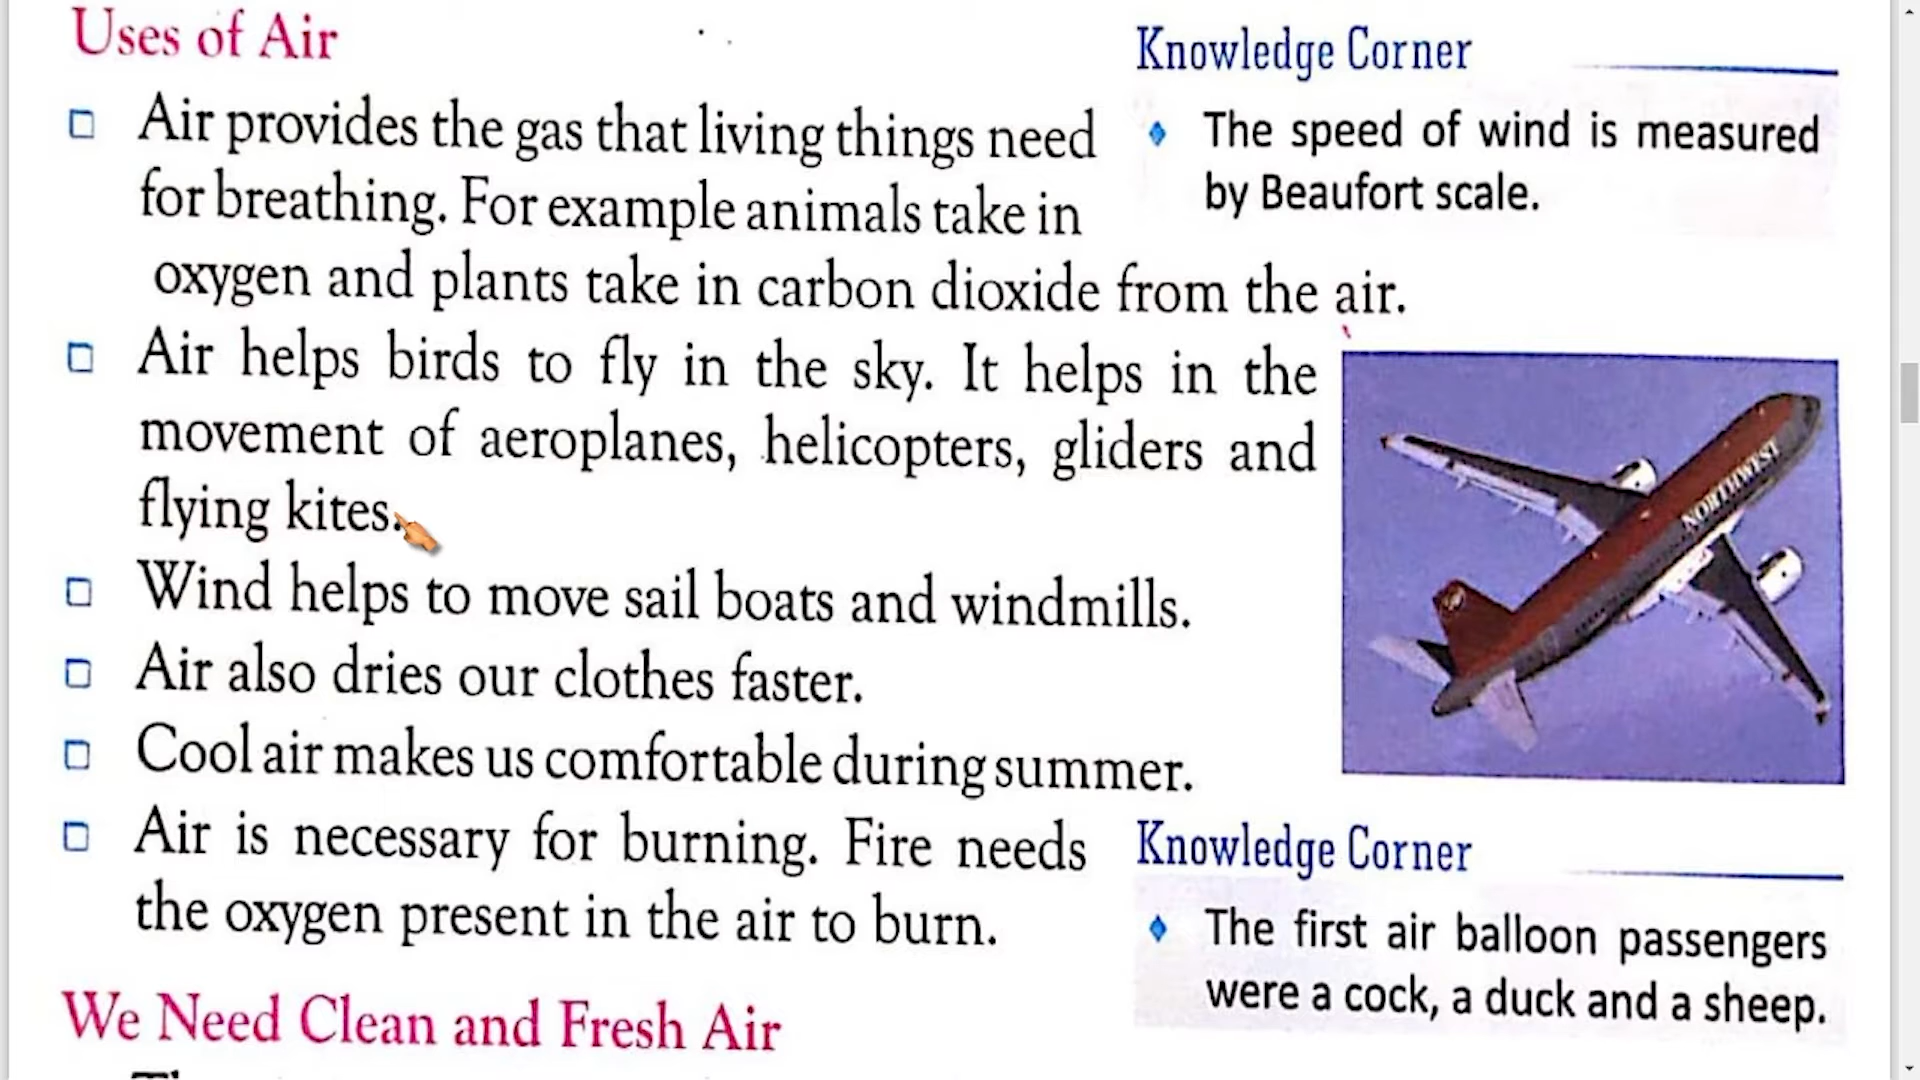 Uses of Air
Air provides the gas that living things need
for breathing. For example animals take in
oxygen and plants take in carbon dioxide from the air.
Air helps birds to fly in the sky. It helps in the
movement of aeroplanes, helicopters, gliders and
flying kites.
Wind helps to move sail boats and windmills.
Air also dries our clothes faster.
Cool air makes us comfortable during summer.
Air is necessary for burning. Fire needs
the oxygen present in the air to burn.
We Need Clean and Fresh Air
Knowledge Corner
The speed of wind is measured
by Beaufort scale.
NORTHWEST
Knowledge Corner
The first air balloon passengers
were a cock, a duck and a sheep.